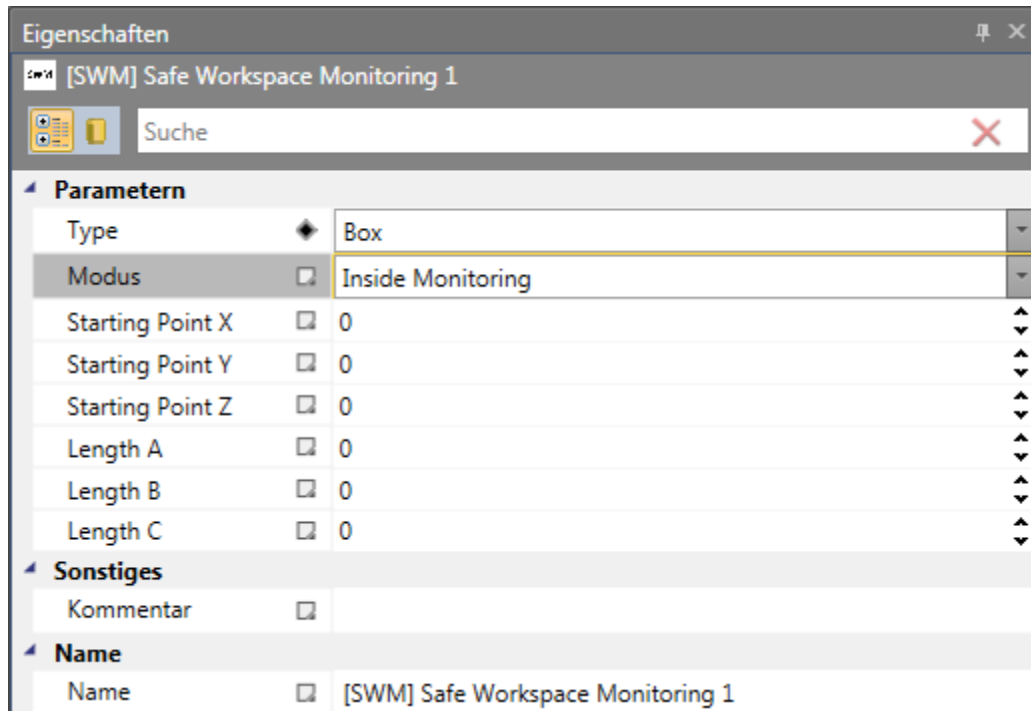 Eigenschaften
[SWM] Safe Workspace Monitoring 1
Suche
Parametern
Type Box
Modus Inside Monitoring
Starting Point X 0
Starting Point Y 0
Starting Point Z 0
Length A 0
Length B 0
Length C 0
Sonstiges
Kommentar
Name
Name [SWM] Safe Workspace Monitoring 1